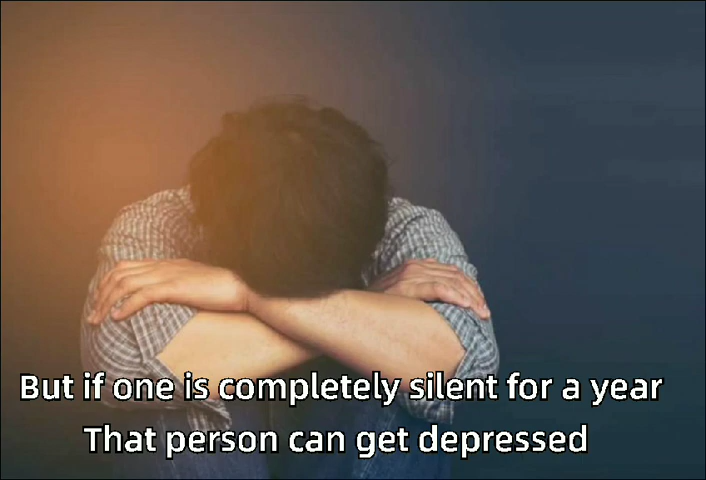 But if one is completely silent for a year
That person can get depressed